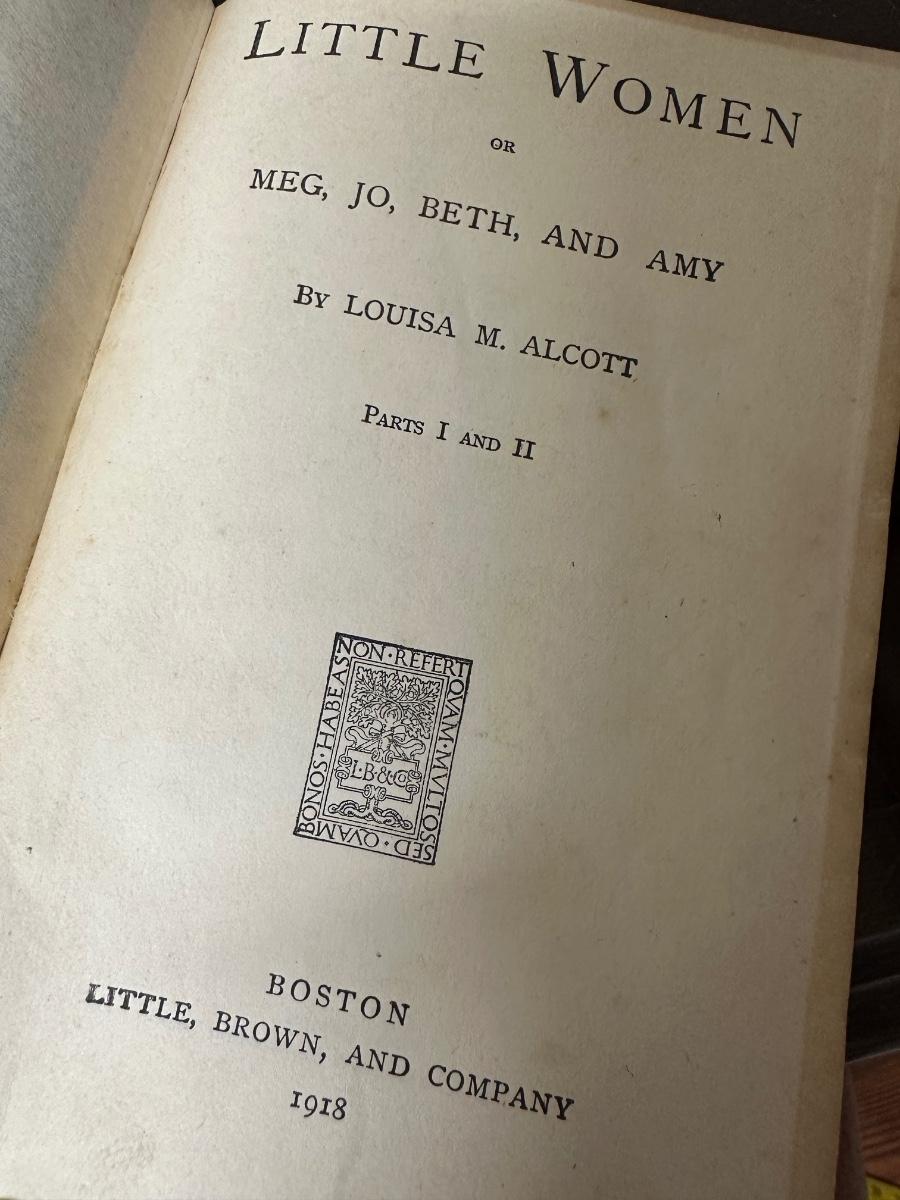 LITTLE WOMEN
OR
MEG, JO, BETH, AND AMY
BY LOUISA M. ALCOTT
PARTS I AND II
NON·REFERT
QVAM·MVLTOS
SED·QVAM
BONOS·HABEAS
L·B·&·Co
BOSTON
LITTLE, BROWN, AND COMPANY
1918